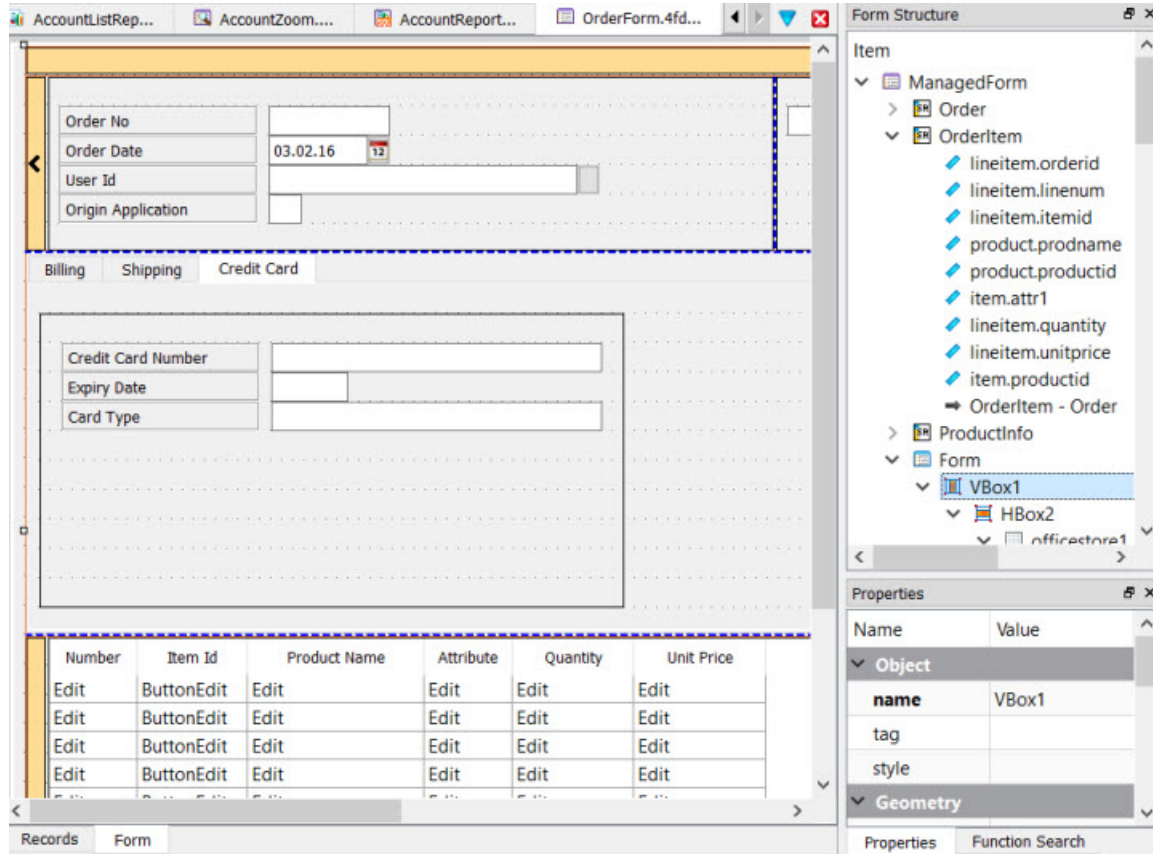 AccountListRep...
AccountZoom....
AccountReport...
OrderForm.4fd...
Order No
Order Date
03.02.16
12
User Id
Origin Application
Billing
Shipping
Credit Card
Credit Card Number
Expiry Date
Card Type
Number Item Id Product Name Attribute Quantity Unit Price
Edit ButtonEdit Edit Edit Edit Edit
Edit ButtonEdit Edit Edit Edit Edit
Edit ButtonEdit Edit Edit Edit Edit
Edit ButtonEdit Edit Edit Edit Edit
Records Form
Form Structure
Item
ManagedForm
SR Order
SR OrderItem
lineitem.orderid
lineitem.linenum
lineitem.itemid
product.prodname
product.productid
item.attr1
lineitem.quantity
lineitem.unitprice
item.productid
OrderItem - Order
SR ProductInfo
Form
VBox1
HBox2
officestore1
Properties
Name Value
Object
name VBox1
tag
style
Geometry
Properties Function Search